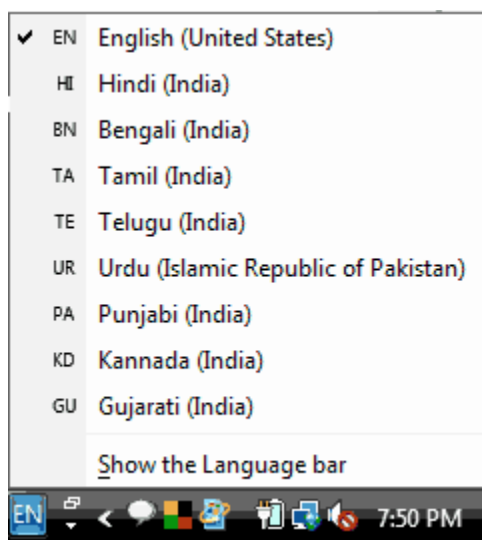 EN English (United States)
HI Hindi (India)
BN Bengali (India)
TA Tamil (India)
TE Telugu (India)
UR Urdu (Islamic Republic of Pakistan)
PA Punjabi (India)
KD Kannada (India)
GU Gujarati (India)
Show the Language bar
EN 7:50 PM